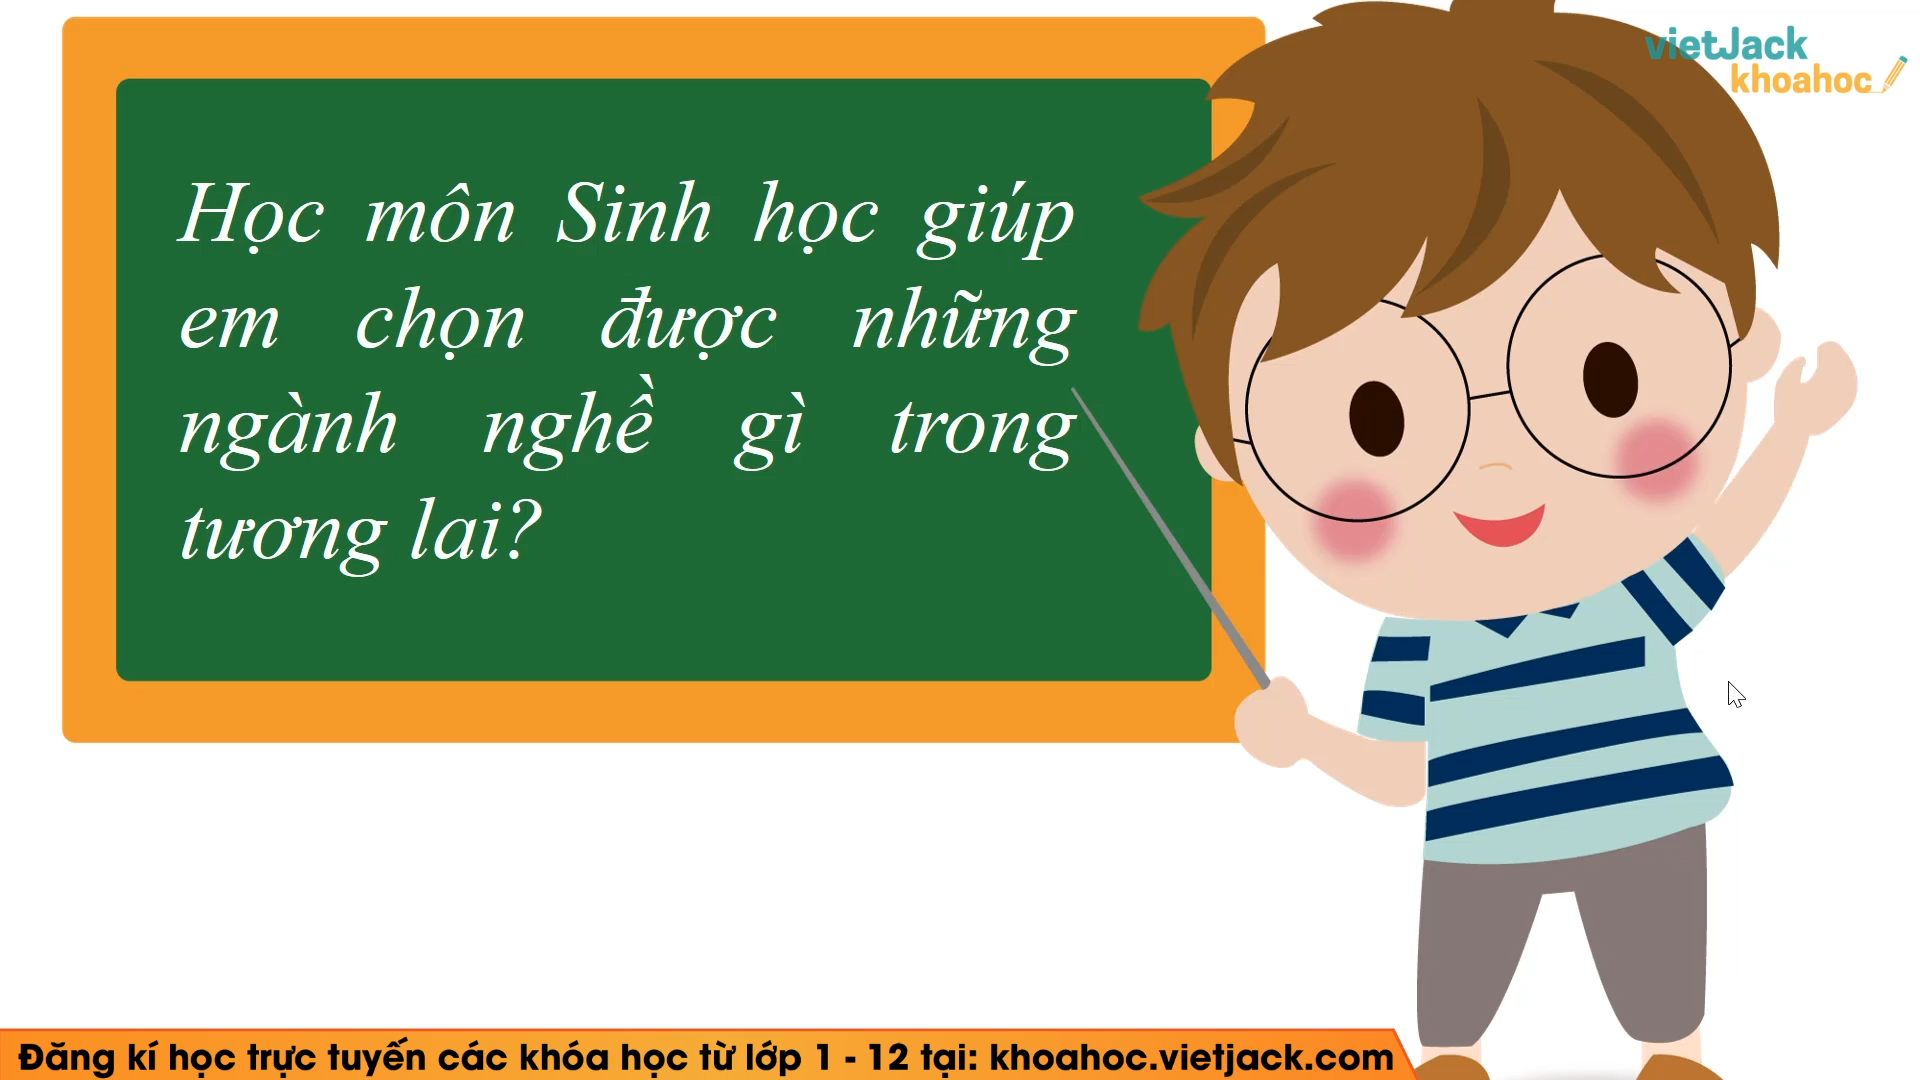 vietJack
khoahoc
Học môn Sinh học giúp
em chọn được những
ngành nghề gì trong
tương lai?
Đăng kí học trực tuyến các khóa học từ lớp 1 - 12 tại: khoahoc.vietjack.com